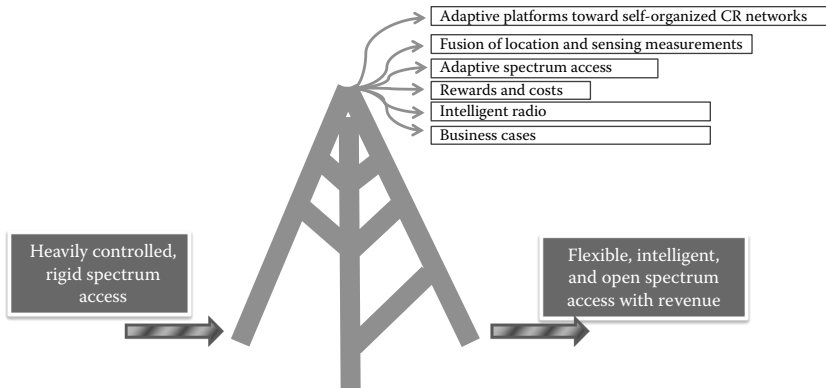 Adaptive platforms toward self-organized CR networks
Fusion of location and sensing measurements
Adaptive spectrum access
Rewards and costs
Intelligent radio
Business cases
Heavily controlled,
rigid spectrum
access
Flexible, intelligent,
and open spectrum
access with revenue